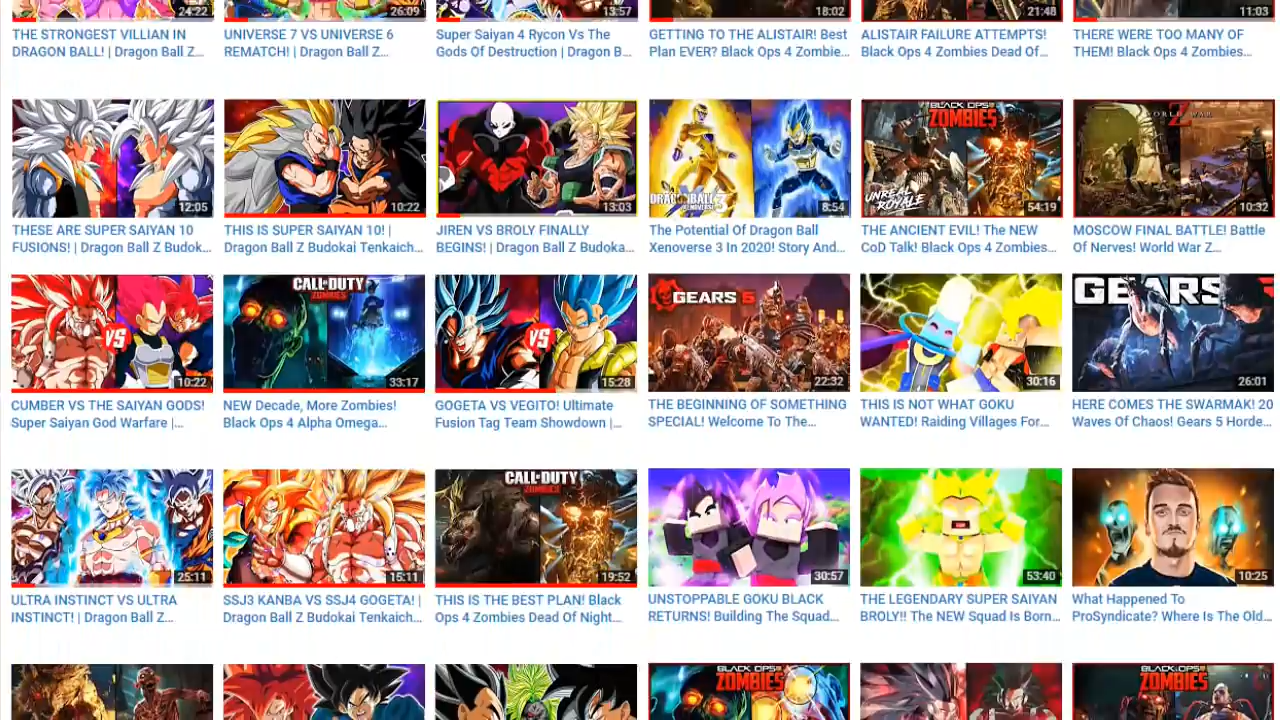 24:22
26:09
13:57
18:02
21:48
11:03
THE STRONGEST VILLIAN IN
DRAGON BALL! | Dragon Ball Z...
UNIVERSE 7 VS UNIVERSE 6
REMATCH! | Dragon Ball Z...
Super Saiyan 4 Rycon Vs The
Gods Of Destruction | Dragon B...
GETTING TO THE ALISTAIR! Best
Plan EVER? Black Ops 4 Zombie...
ALISTAIR FAILURE ATTEMPTS!
Black Ops 4 Zombies Dead Of...
THERE WERE TOO MANY OF
THEM! Black Ops 4 Zombies...
12:05
10:22
13:03
DRAGON BALL
XENOVERSE 3
8:54
BLACK OPS
ZOMBIES
UNREAL
ROYALE
54:19
WORLD WAR
Z
10:32
THESE ARE SUPER SAIYAN 10
FUSIONS! | Dragon Ball Z Budok...
THIS IS SUPER SAIYAN 10! |
Dragon Ball Z Budokai Tenkaich...
JIREN VS BROLY FINALLY
BEGINS! | Dragon Ball Z Budoka...
The Potential Of Dragon Ball
Xenoverse 3 In 2020! Story And...
THE ANCIENT EVIL! The NEW
CoD Talk! Black Ops 4 Zombies...
MOSCOW FINAL BATTLE! Battle
Of Nerves! World War Z...
VS
10:22
CALL OF DUTY
ZOMBIES
33:17
VS
15:28
GEARS 5
22:32
30:16
GEARS 5
26:01
CUMBER VS THE SAIYAN GODS!
Super Saiyan God Warfare |...
NEW Decade, More Zombies!
Black Ops 4 Alpha Omega...
GOGETA VS VEGITO! Ultimate
Fusion Tag Team Showdown |...
THE BEGINNING OF SOMETHING
SPECIAL! Welcome To The...
THIS IS NOT WHAT GOKU
WANTED! Raiding Villages For...
HERE COMES THE SWARMAK! 20
Waves Of Chaos! Gears 5 Horde...
25:11
15:11
CALL OF DUTY
ZOMBIES
19:52
30:57
53:40
10:25
ULTRA INSTINCT VS ULTRA
INSTINCT! | Dragon Ball Z...
SSJ3 KANBA VS SSJ4 GOGETA! |
Dragon Ball Z Budokai Tenkaich...
THIS IS THE BEST PLAN! Black
Ops 4 Zombies Dead Of Night...
UNSTOPPABLE GOKU BLACK
RETURNS! Building The Squad...
THE LEGENDARY SUPER SAIYAN
BROLY!! The NEW Squad Is Born...
What Happened To
ProSyndicate? Where Is The Old...
BLACK OPS
ZOMBIES
BLACK OPS
ZOMBIES